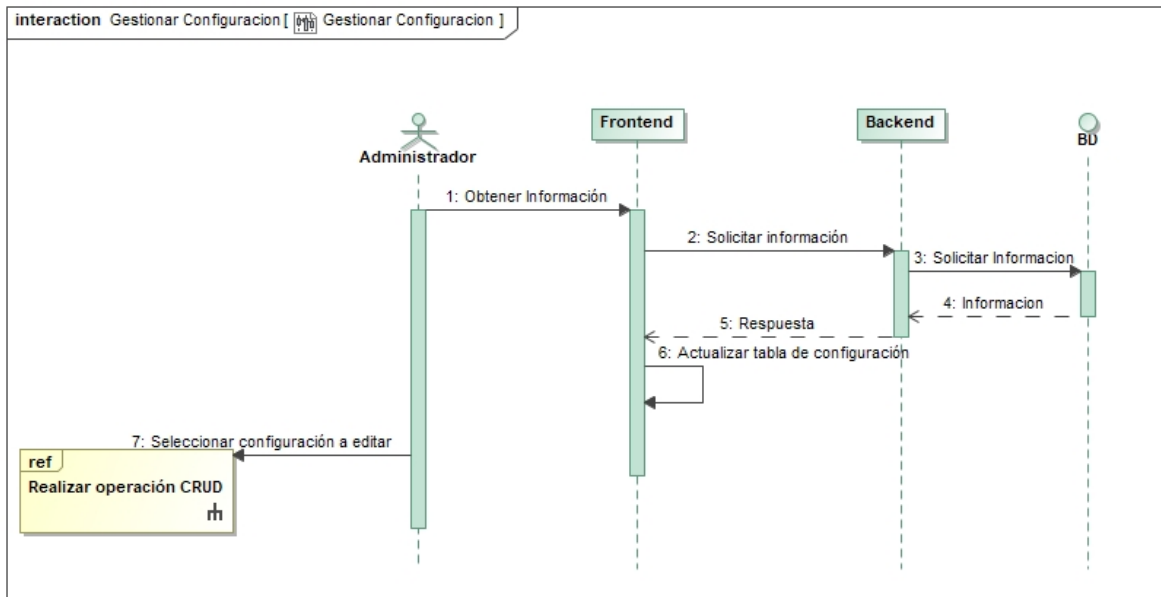 interaction Gestionar Configuracion [ Gestionar Configuracion ]
Administrador
Frontend
Backend
BD
1: Obtener Información
2: Solicitar información
3: Solicitar Informacion
4: Informacion
5: Respuesta
6: Actualizar tabla de configuración
7: Seleccionar configuración a editar
ref
Realizar operación CRUD